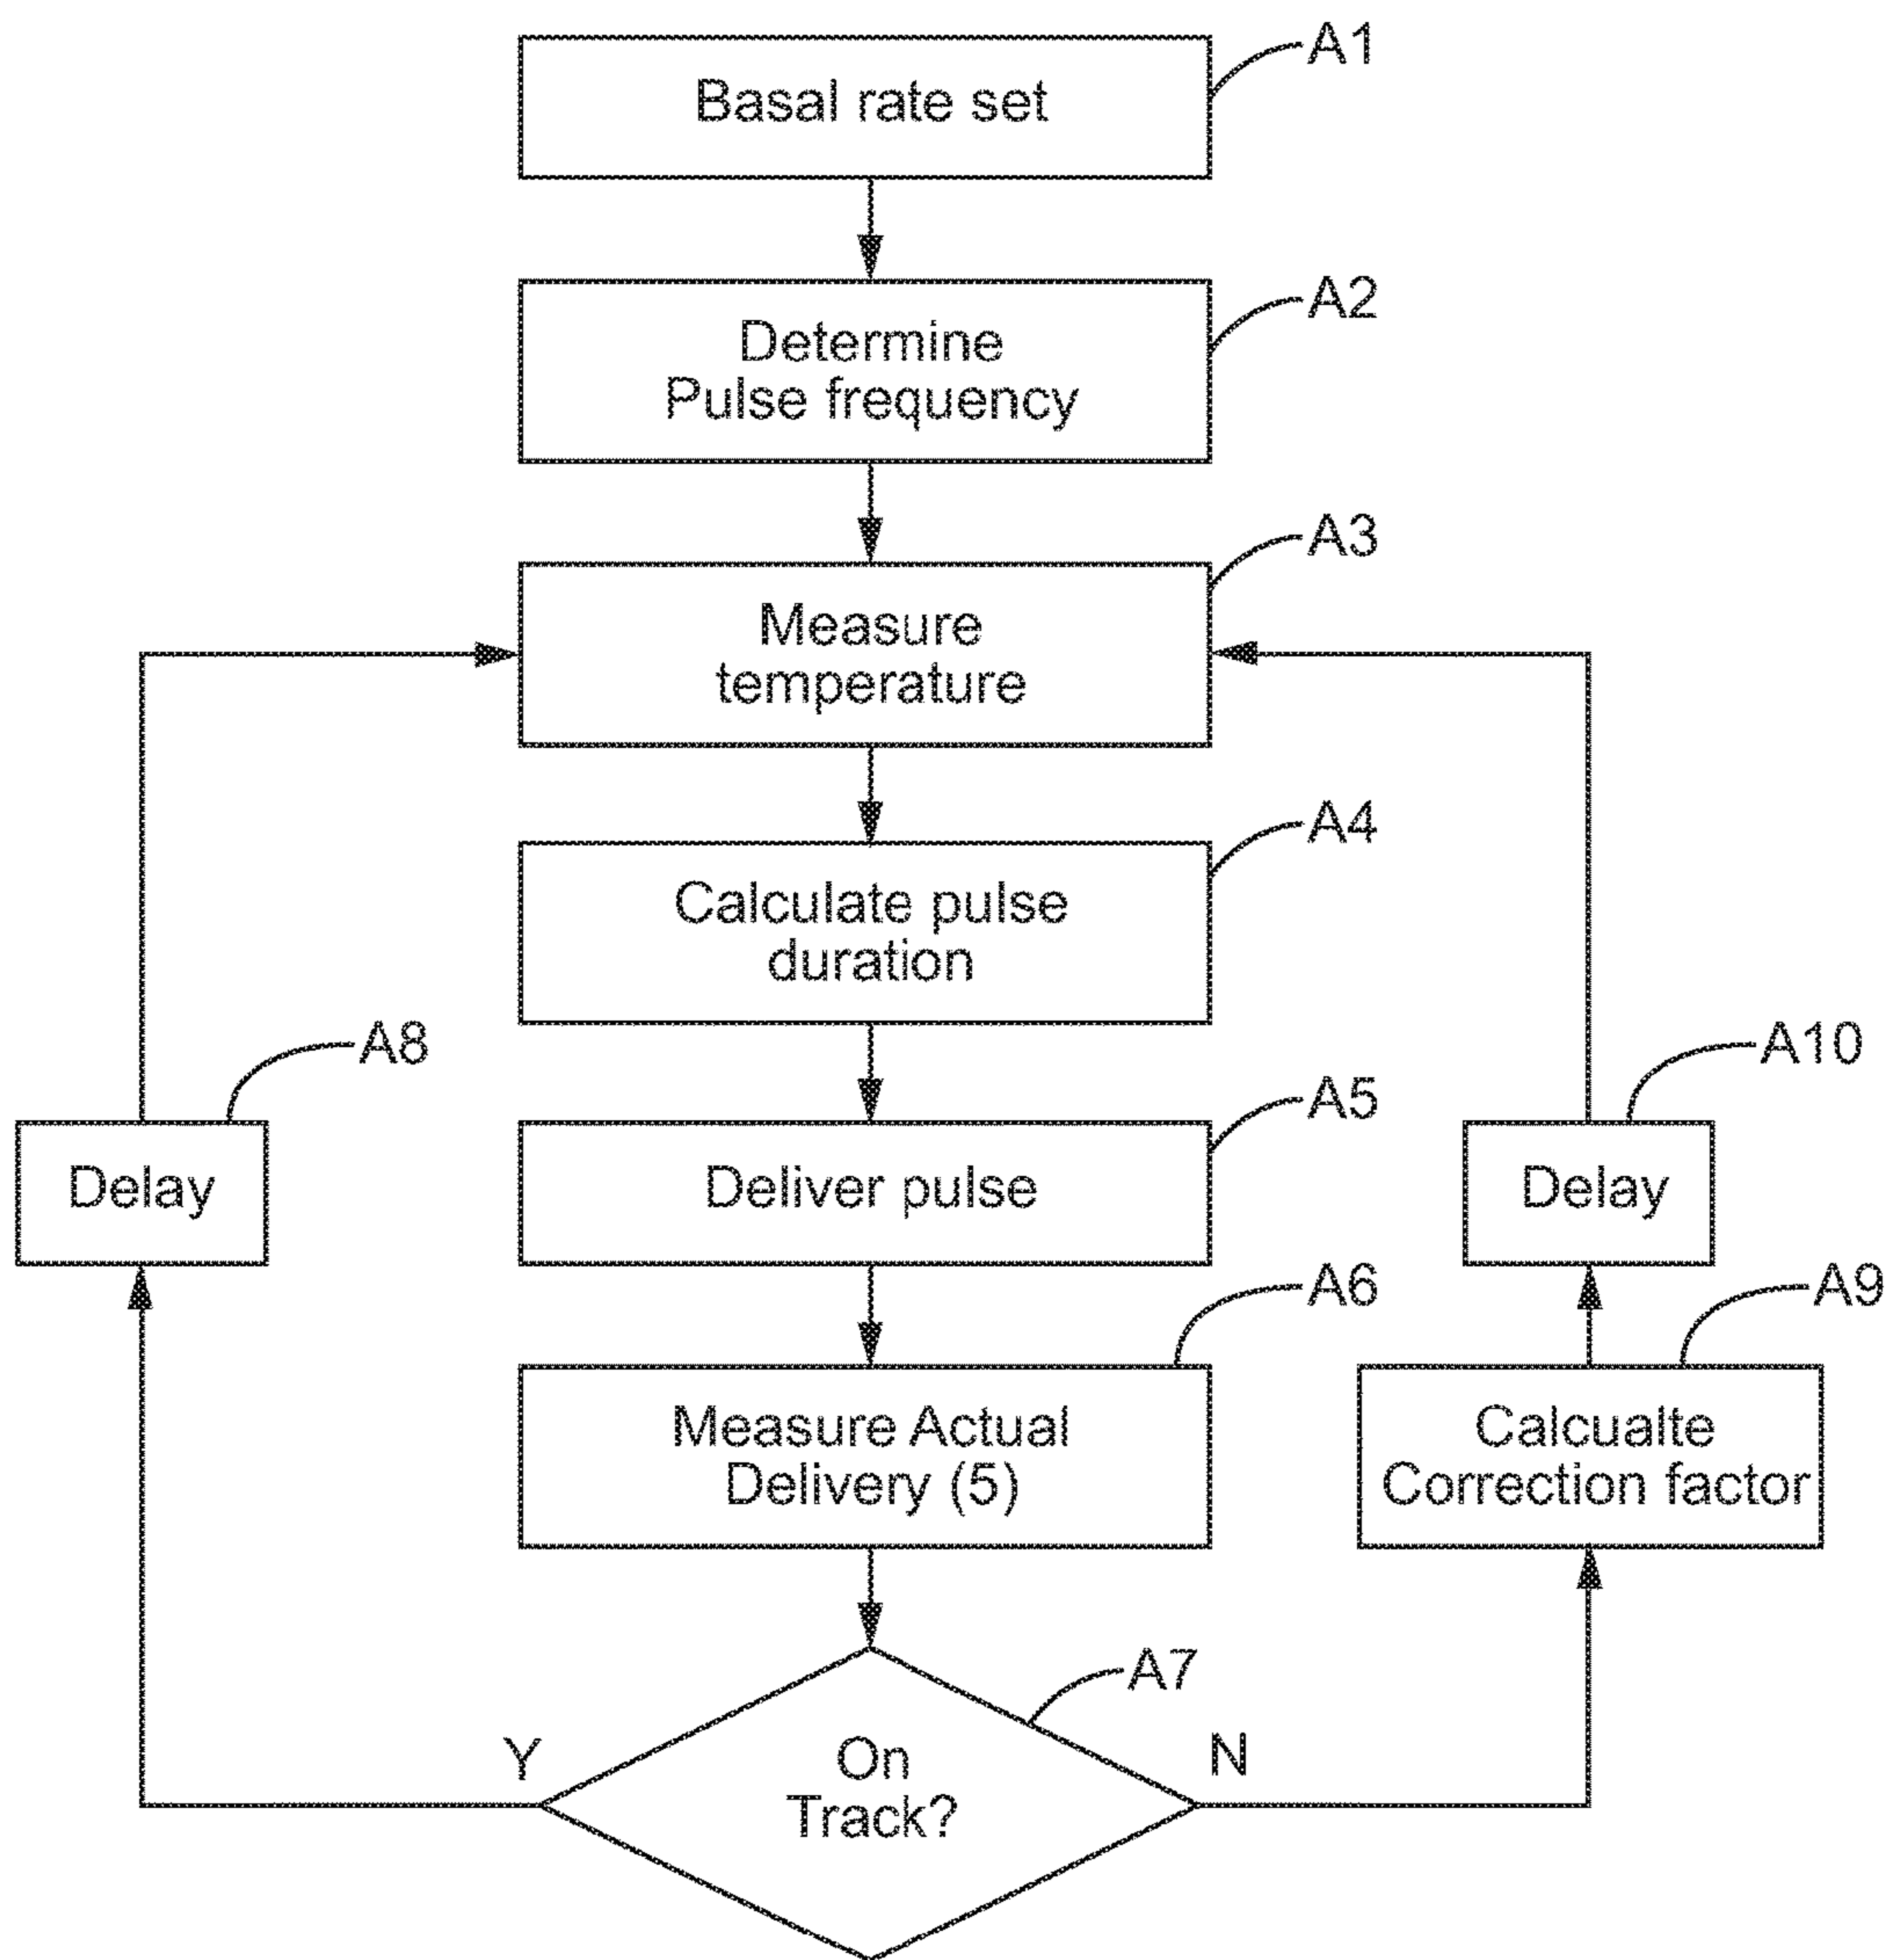 Basal rate set
A1
Determine
Pulse frequency
A2
Measure
temperature
A3
Calculate pulse
duration
A4
Delay
A8
Deliver pulse
A5
Delay
A10
Measure Actual
Delivery (5)
A6
Calcualte
Correction factor
A9
On
Track?
A7
Y
N